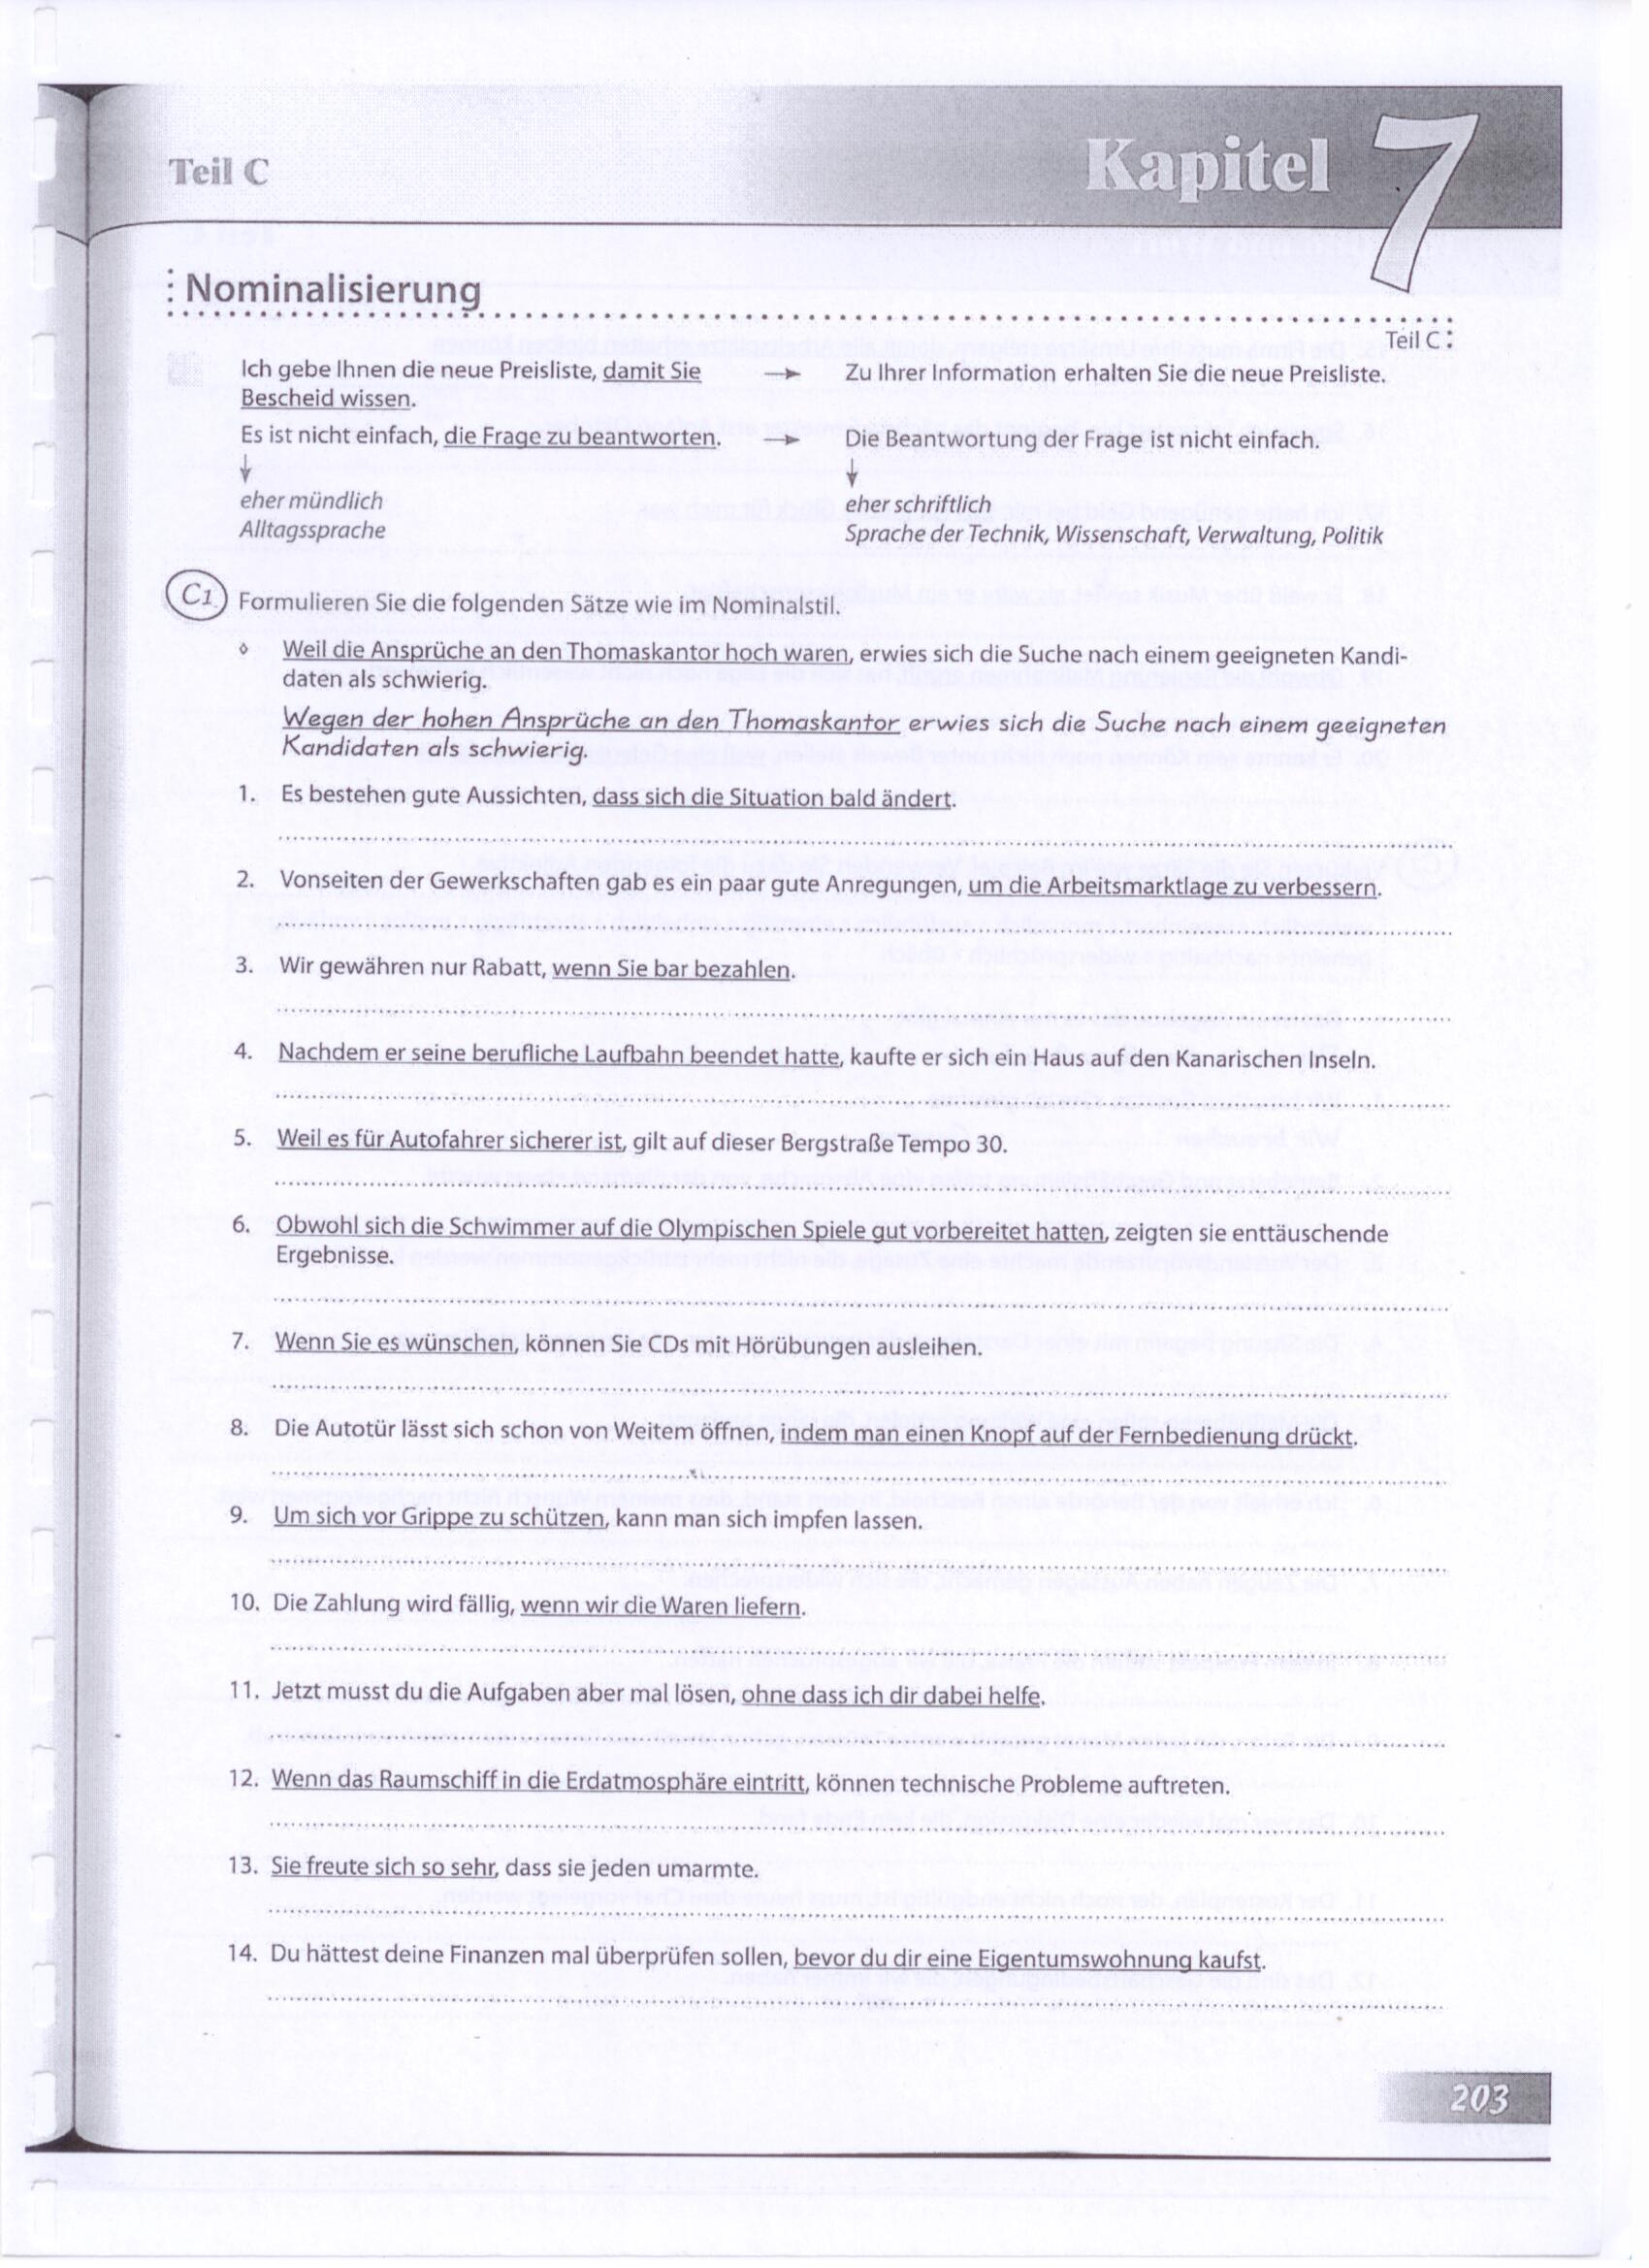 Teil C
Kapitel 7
Nominalisierung
Teil C
Ich gebe Ihnen die neue Preisliste, damit Sie → Zu Ihrer Information erhalten Sie die neue Preisliste.
Bescheid wissen.
Es ist nicht einfach, die Frage zu beantworten. → Die Beantwortung der Frage ist nicht einfach.
↓ ↓
eher mündlich eher schriftlich
Alltagssprache Sprache der Technik, Wissenschaft, Verwaltung, Politik
C1 Formulieren Sie die folgenden Sätze wie im Nominalstil.
◊ Weil die Ansprüche an den Thomaskantor hoch waren, erwies sich die Suche nach einem geeigneten Kandi-
daten als schwierig.
Wegen der hohen Ansprüche an den Thomaskantor erwies sich die Suche nach einem geeigneten
Kandidaten als schwierig.
1. Es bestehen gute Aussichten, dass sich die Situation bald ändert.
2. Vonseiten der Gewerkschaften gab es ein paar gute Anregungen, um die Arbeitsmarktlage zu verbessern.
3. Wir gewähren nur Rabatt, wenn Sie bar bezahlen.
4. Nachdem er seine berufliche Laufbahn beendet hatte, kaufte er sich ein Haus auf den Kanarischen Inseln.
5. Weil es für Autofahrer sicherer ist, gilt auf dieser Bergstraße Tempo 30.
6. Obwohl sich die Schwimmer auf die Olympischen Spiele gut vorbereitet hatten, zeigten sie enttäuschende
Ergebnisse.
7. Wenn Sie es wünschen, können Sie CDs mit Hörübungen ausleihen.
8. Die Autotür lässt sich schon von Weitem öffnen, indem man einen Knopf auf der Fernbedienung drückt.
9. Um sich vor Grippe zu schützen, kann man sich impfen lassen.
10. Die Zahlung wird fällig, wenn wir die Waren liefern.
11. Jetzt musst du die Aufgaben aber mal lösen, ohne dass ich dir dabei helfe.
12. Wenn das Raumschiff in die Erdatmosphäre eintritt, können technische Probleme auftreten.
13. Sie freute sich so sehr, dass sie jeden umarmte.
14. Du hättest deine Finanzen mal überprüfen sollen, bevor du dir eine Eigentumswohnung kaufst.
203